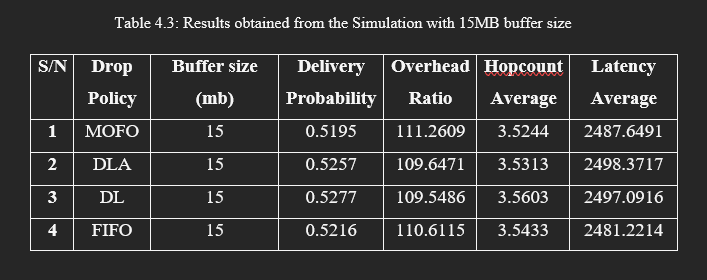 Table 4.3: Results obtained from the Simulation with 15MB buffer size
S/N Drop Policy Buffer size (mb) Delivery Probability Overhead Ratio Hopcount Average Latency Average
1 MOFO 15 0.5195 111.2609 3.5244 2487.6491
2 DLA 15 0.5257 109.6471 3.5313 2498.3717
3 DL 15 0.5277 109.5486 3.5603 2497.0916
4 FIFO 15 0.5216 110.6115 3.5433 2481.2214